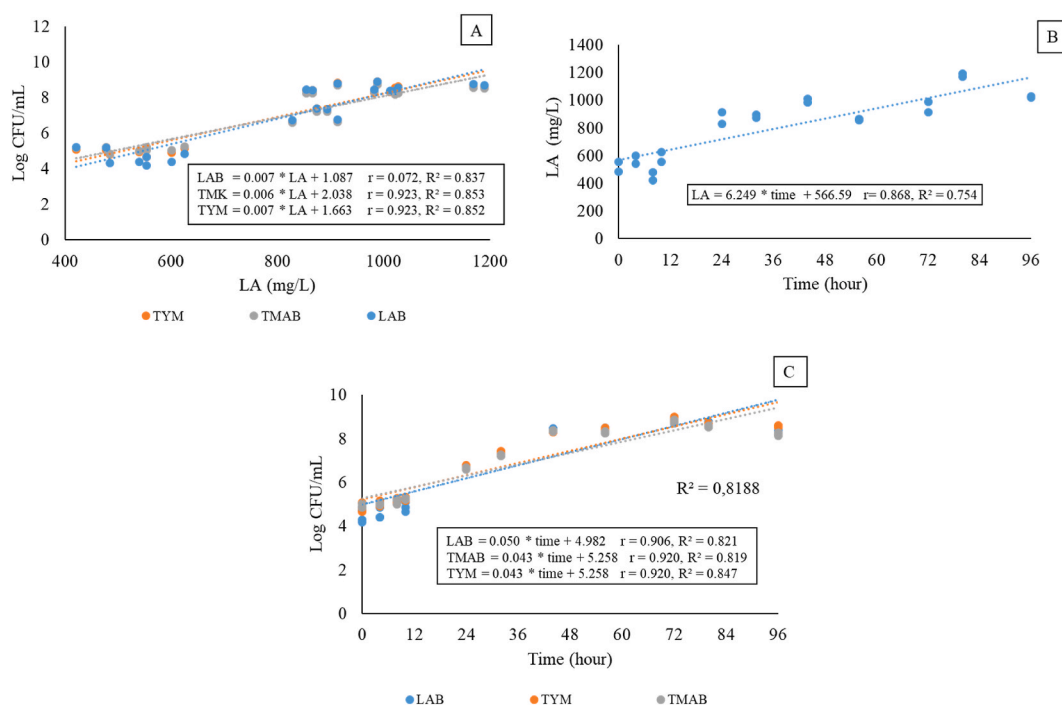 A
12
10
8
6
4
2
0
Log CFU/mL
LAB = 0.007 * LA + 1.087 r = 0.072, R² = 0.837
TMK = 0.006 * LA + 2.038 r = 0.923, R² = 0.853
TYM = 0.007 * LA + 1.663 r = 0.923, R² = 0.852
400 600 800 1000 1200
LA (mg/L)
TYM TMAB LAB
B
1400
1200
1000
800
600
400
200
0
LA (mg/L)
LA = 6.249 * time + 566.59 r= 0.868, R² = 0.754
0 12 24 36 48 60 72 84 96
Time (hour)
C
10
8
6
4
2
0
Log CFU/mL
R² = 0,8188
LAB = 0.050 * time + 4.982 r = 0.906, R² = 0.821
TMAB = 0.043 * time + 5.258 r = 0.920, R² = 0.819
TYM = 0.043 * time + 5.258 r = 0.920, R² = 0.847
0 12 24 36 48 60 72 84 96
Time (hour)
LAB TYM TMAB